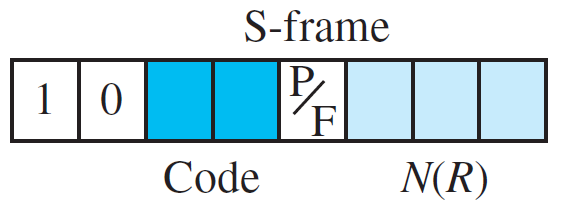 S-frame
1 0 P/F
Code N(R)